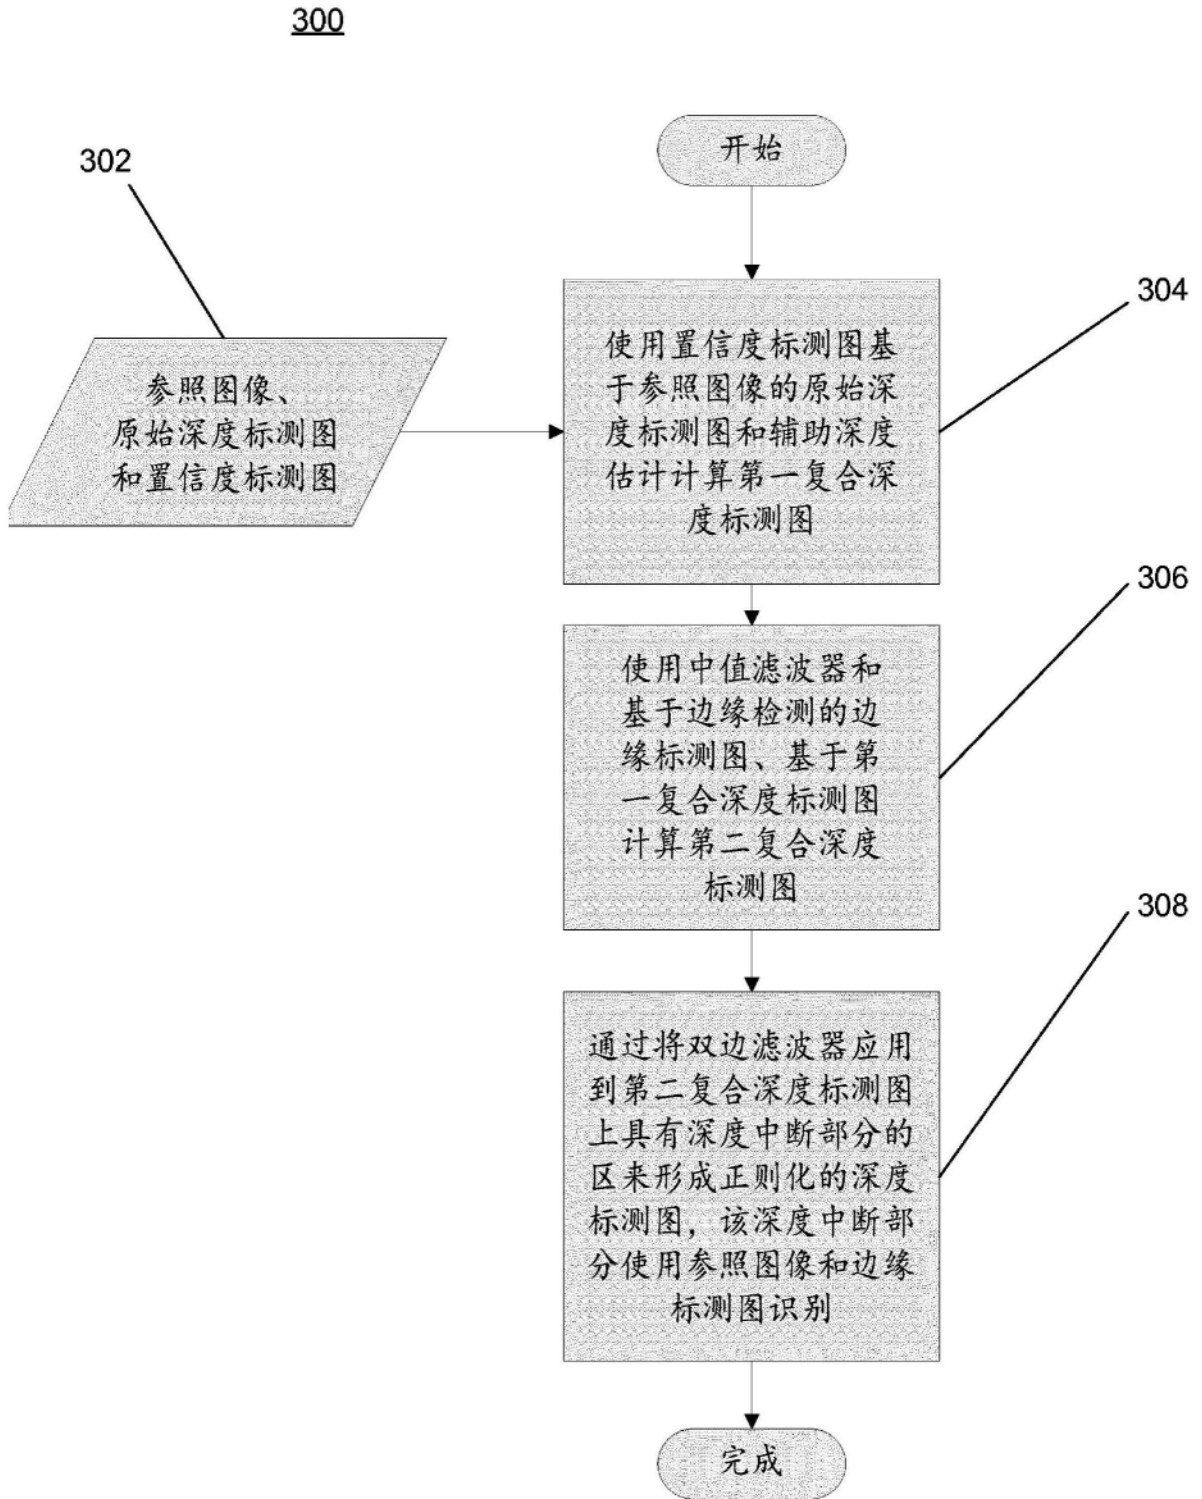 300
开始
302
304
参照图像、
原始深度标测图
和置信度标测图
使用置信度标测图基
于参照图像的原始深
度标测图和辅助深度
估计计算第一复合深
度标测图
306
使用中值滤波器和
基于边缘检测的边
缘标测图、基于第
一复合深度标测图
计算第二复合深度
标测图
308
通过将双边滤波器应用
到第二复合深度标测图
上具有深度中断部分的
区来形成正则化的深度
标测图，该深度中断部
分使用参照图像和边缘
标测图识别
完成